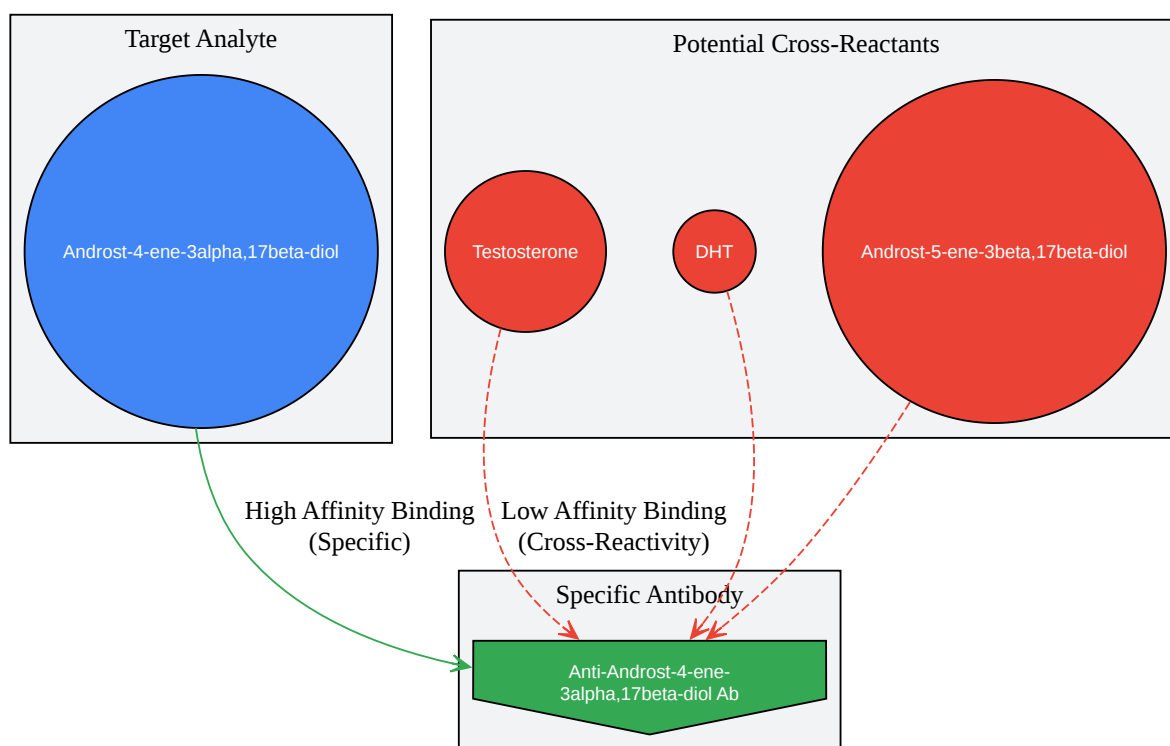 Target Analyte
Potential Cross-Reactants
Androst-4-ene-3alpha,17beta-diol
Testosterone
DHT
Androst-5-ene-3beta,17beta-diol
High Affinity Binding
(Specific)
Low Affinity Binding
(Cross-Reactivity)
Specific Antibody
Anti-Androst-4-ene-
3alpha,17beta-diol Ab